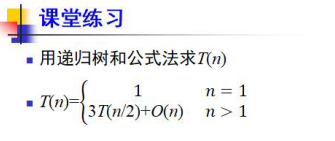 课堂练习
用递归树和公式法求T(n)
T(n)={ 1 n = 1
3T(n/2)+O(n) n > 1